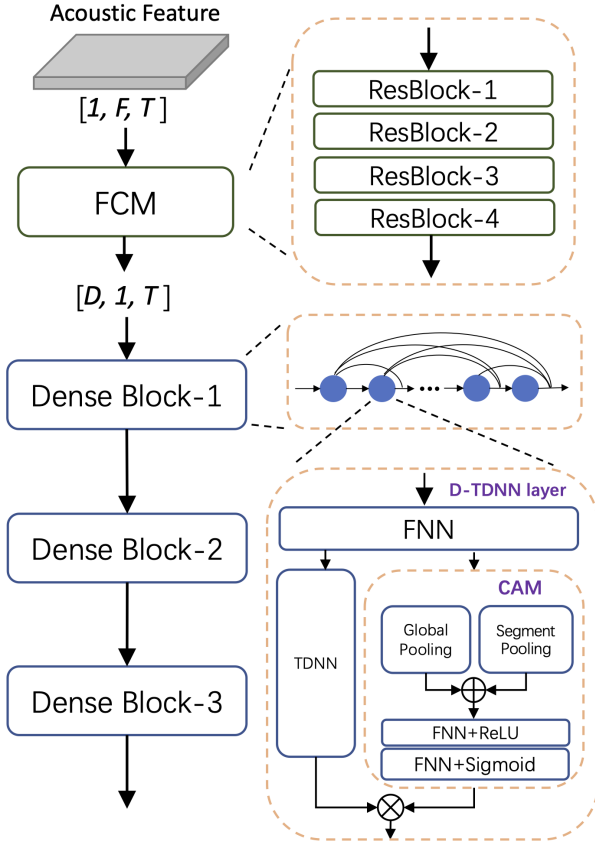 Acoustic Feature
[1, F, T]
FCM
[D, 1, T]
Dense Block-1
Dense Block-2
Dense Block-3
ResBlock-1
ResBlock-2
ResBlock-3
ResBlock-4
D-TDNN layer
FNN
TDNN
CAM
Global
Pooling
Segment
Pooling
FNN+ReLU
FNN+Sigmoid